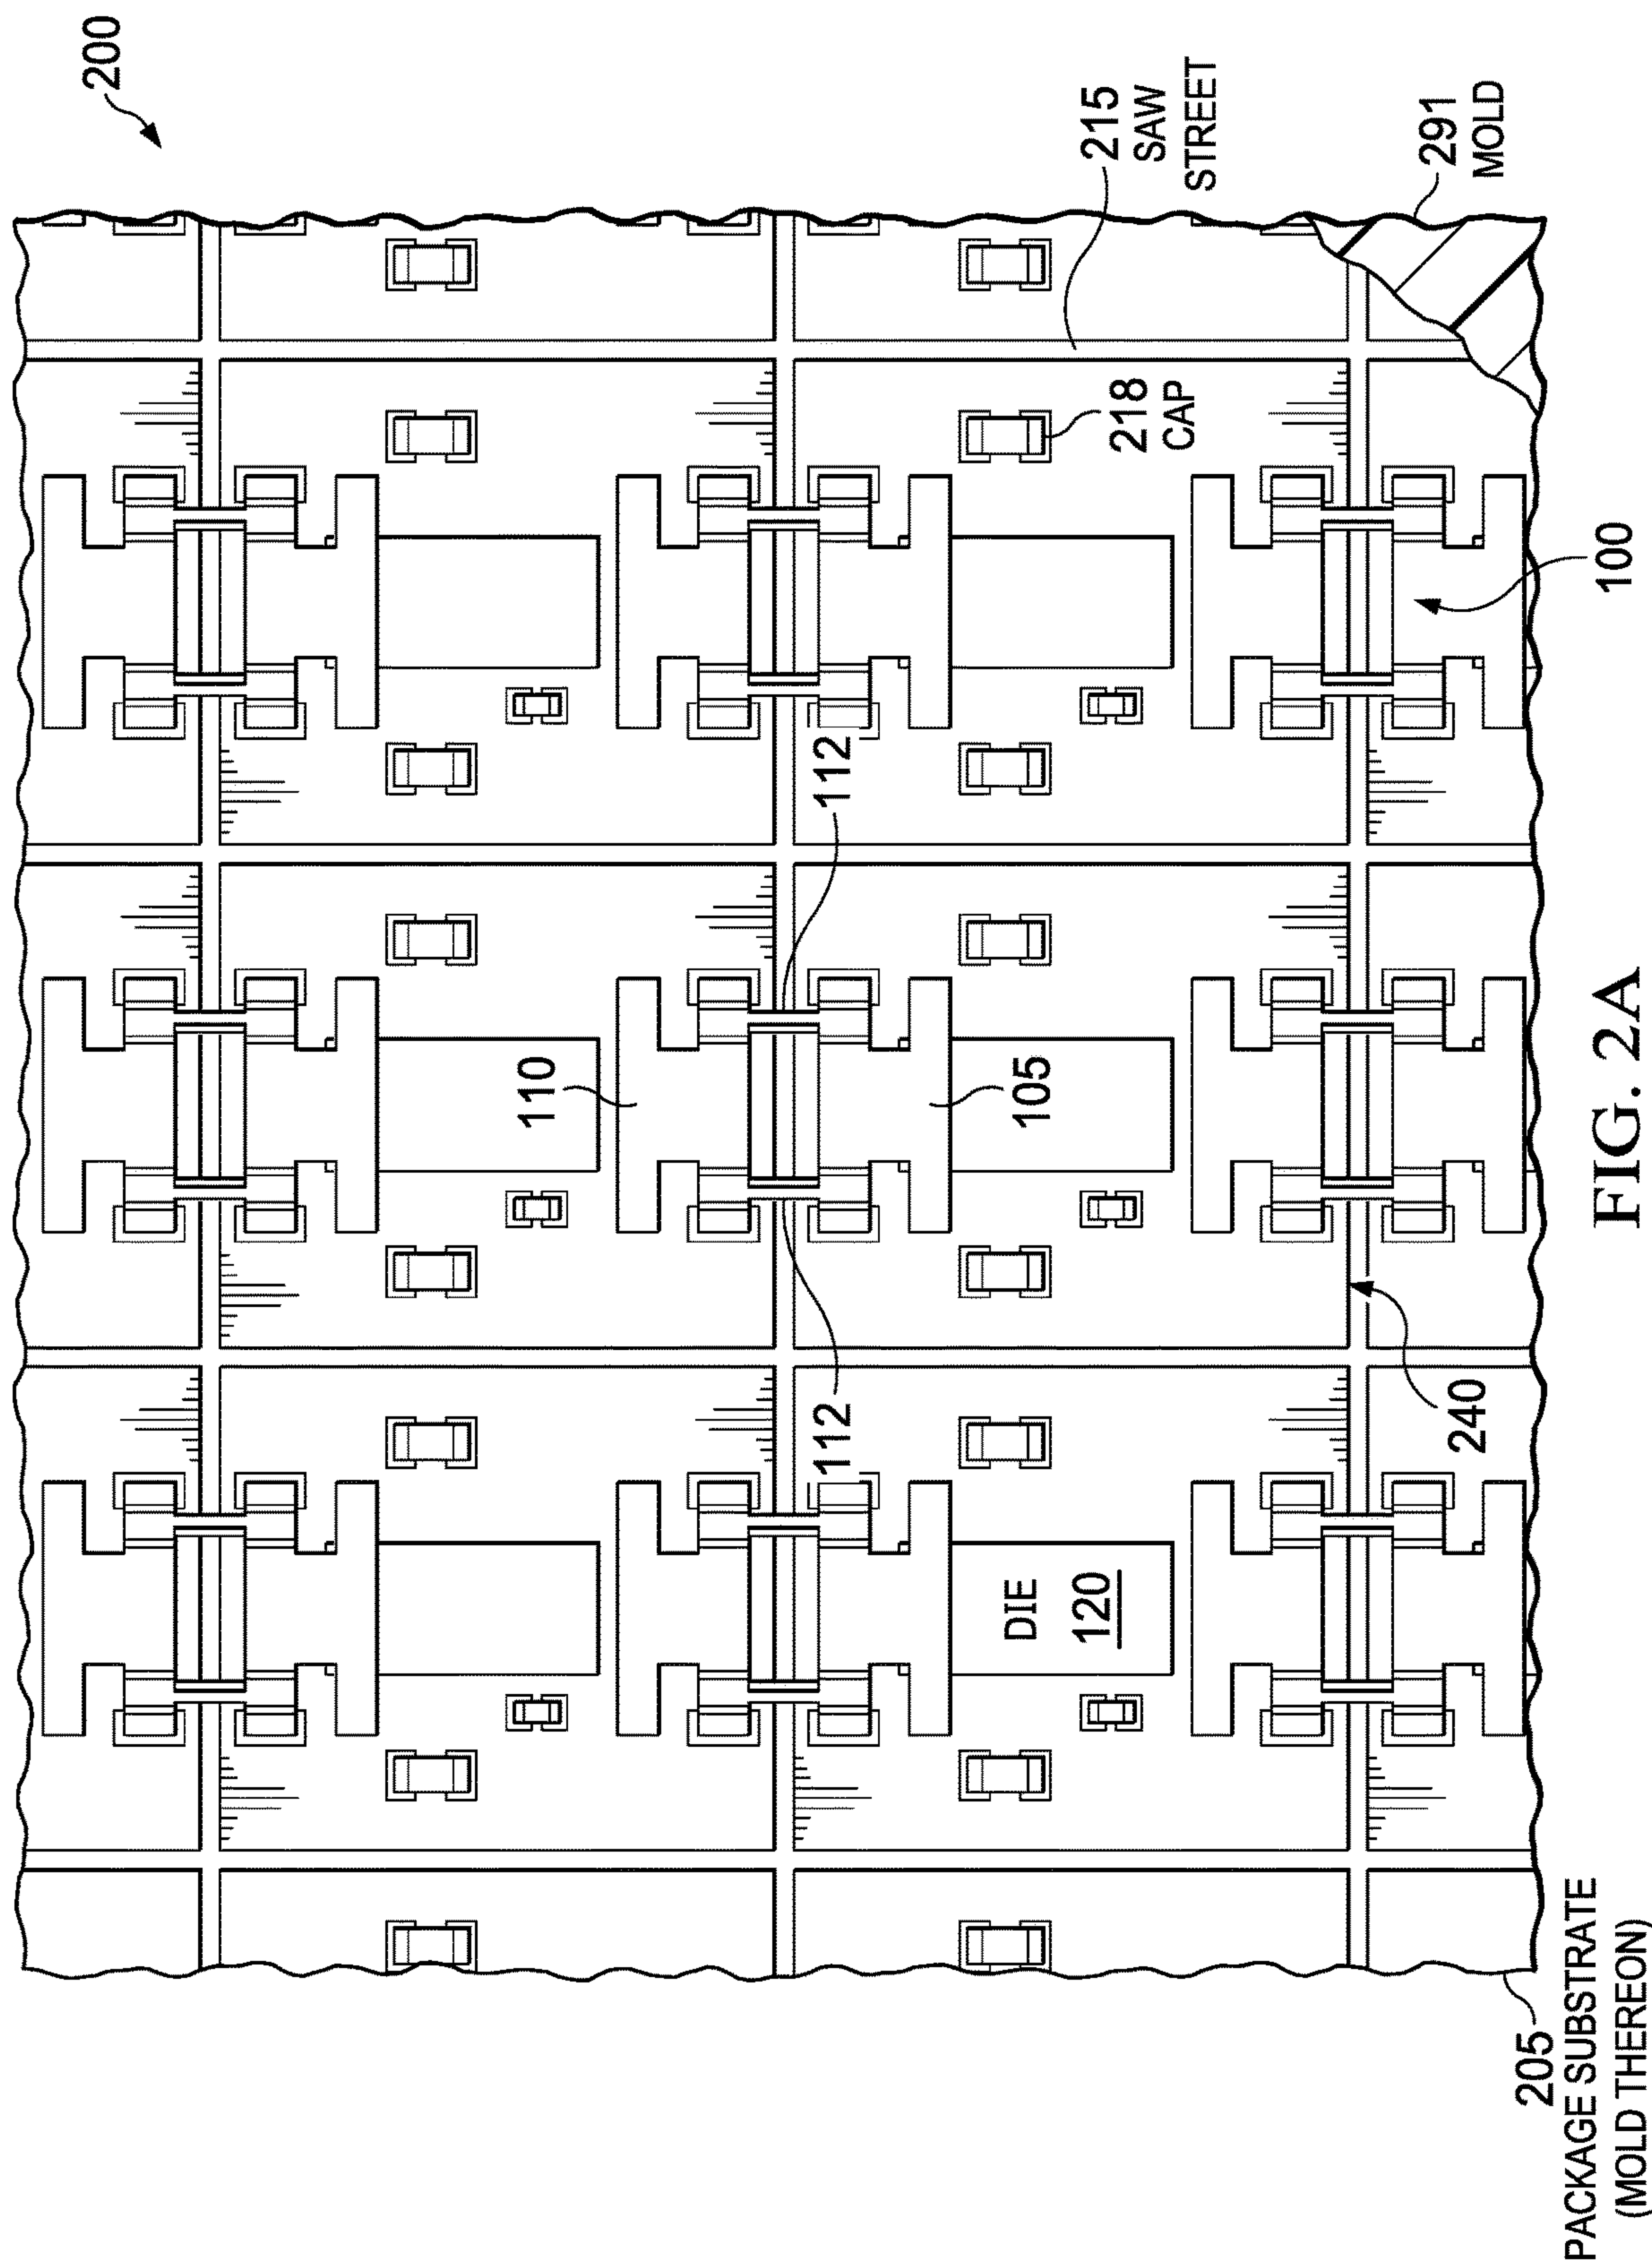 200
110
112
112
DIE
120
105
218
CAP
215
SAW
STREET
240
291
MOLD
205
PACKAGE SUBSTRATE
(MOLD THEREON)
100
FIG. 2A